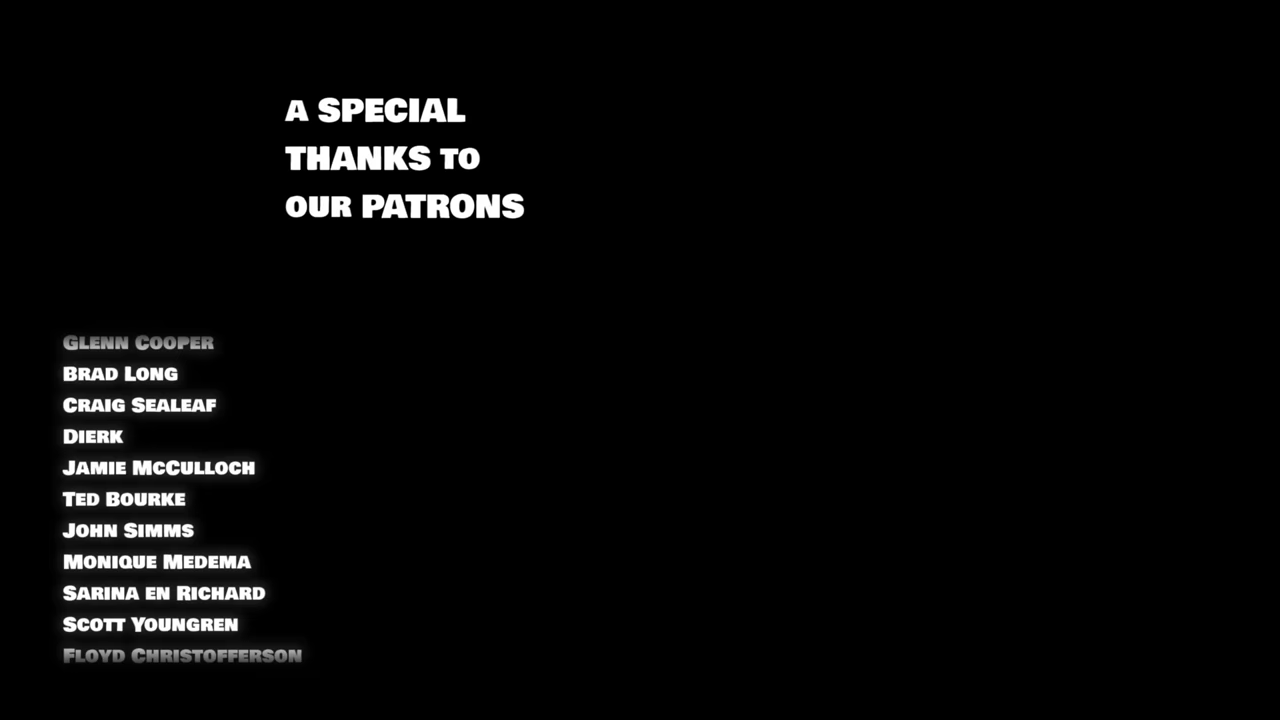 A SPECIAL
THANKS TO
OUR PATRONS
Glenn Cooper
Brad Long
Craig Sealeaf
Dierk
Jamie McCulloch
Ted Bourke
John Simms
Monique Medema
Sarina en Richard
Scott Youngren
Floyd Christofferson